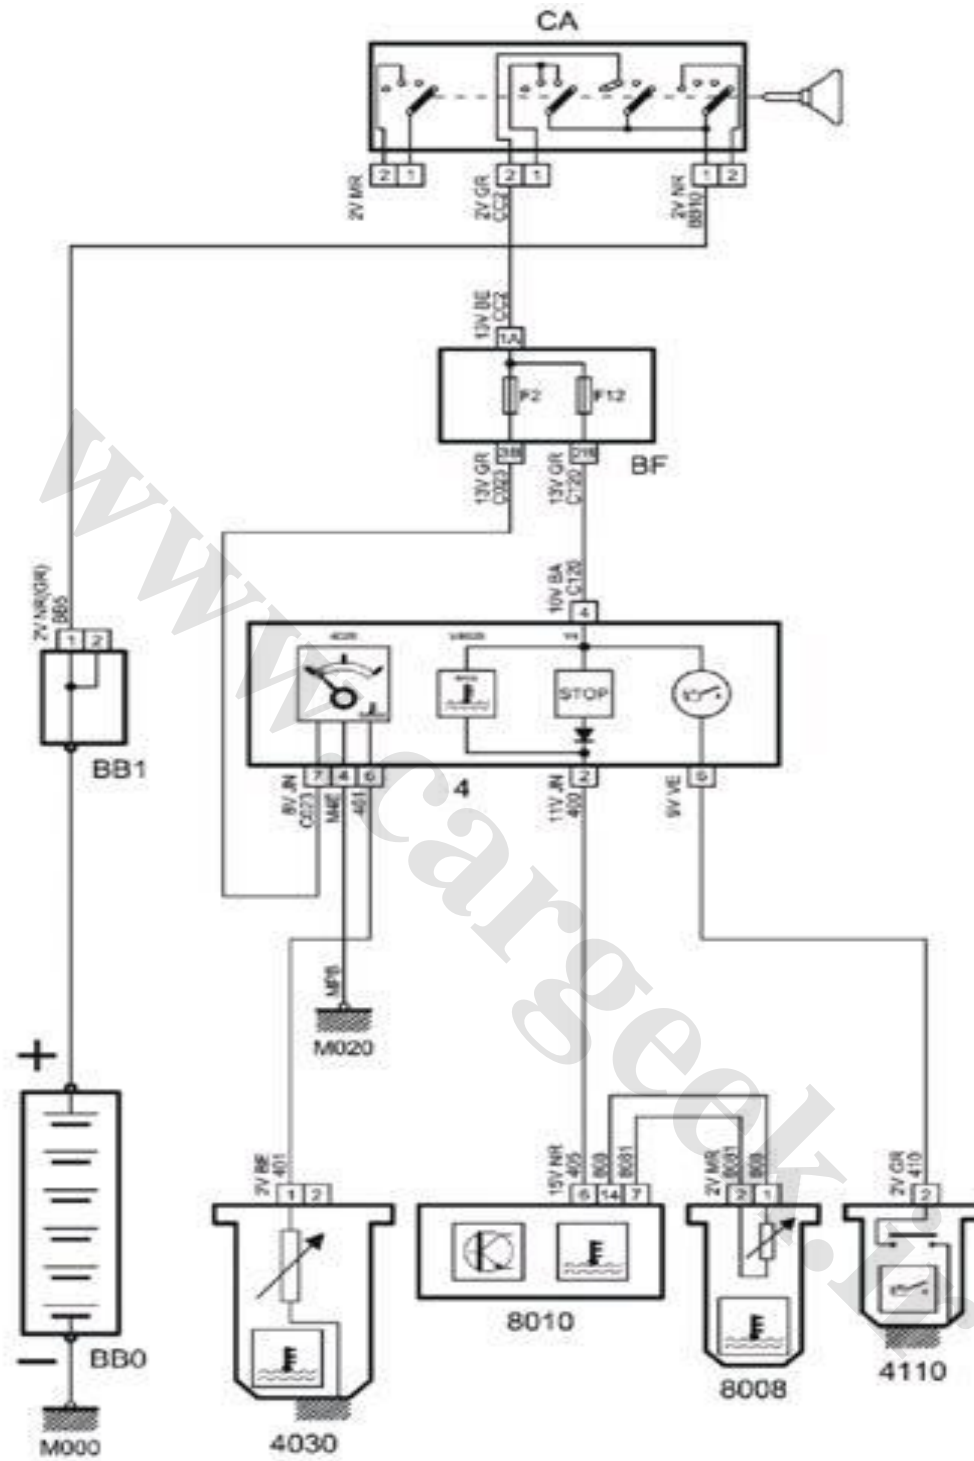 CA
2 1
2 1
1 2
2V MR
2V GR
CC2
2V NR
BB10
13V BE
CC2
1A
F2
F12
BF
13V GR
C023
13V GR
C120
2V NR(GR)
BB5
1 2
BB1
10V BA
C120
4
STOP
7 4 6
2
6
4
8V JN
C023
401
11V JN
400
9V VE
M020
+
BB0
−
M000
2V BE
401
1 2
4030
15V NR
405
80B
8081
6 14 7
8010
2V MR
8081
80B
2 1
8008
2V GR
410
2
4110
www.cargeek.ir